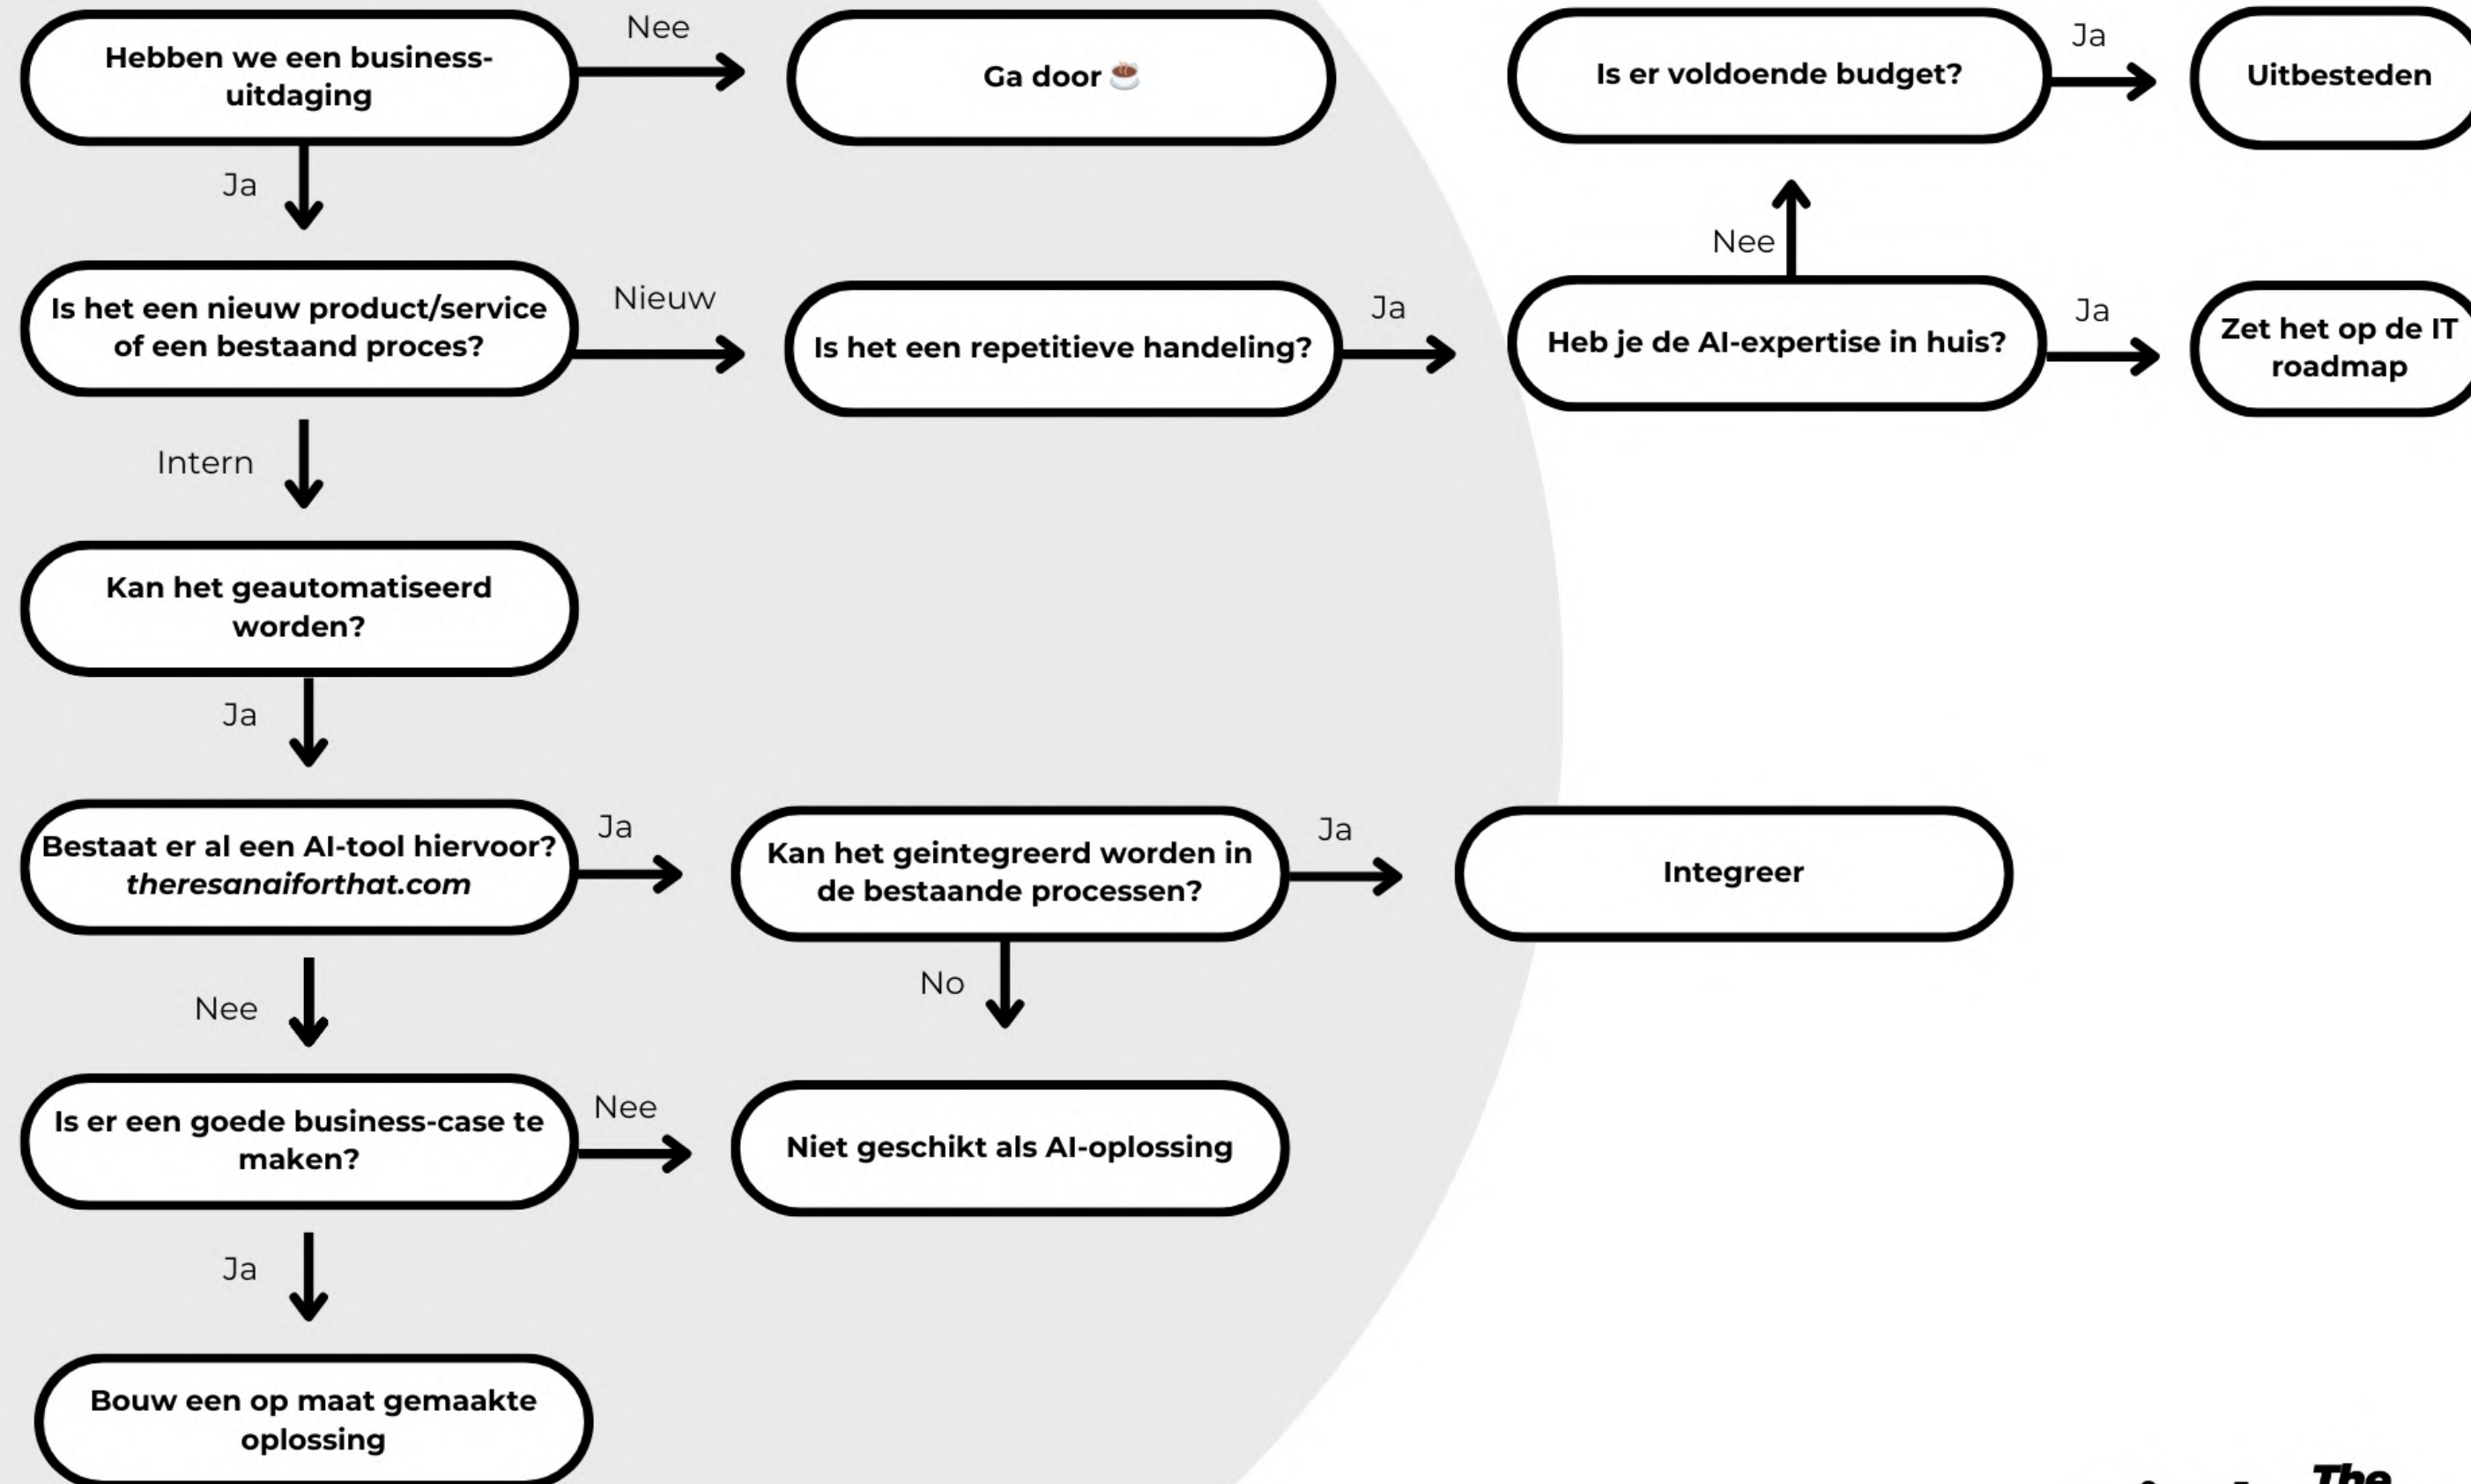 Hebben we een business-
uitdaging
Nee
Ga door ☕
Is er voldoende budget?
Ja
Uitbesteden
Ja
Nee
Is het een nieuw product/service
of een bestaand proces?
Nieuw
Is het een repetitieve handeling?
Ja
Heb je de AI-expertise in huis?
Ja
Zet het op de IT
roadmap
Intern
Kan het geautomatiseerd
worden?
Ja
Bestaat er al een AI-tool hiervoor?
theresanaiforthat.com
Ja
Kan het geintegreerd worden in
de bestaande processen?
Ja
Integreer
Nee
No
Is er een goede business-case te
maken?
Nee
Niet geschikt als AI-oplossing
Ja
Bouw een op maat gemaakte
oplossing
The